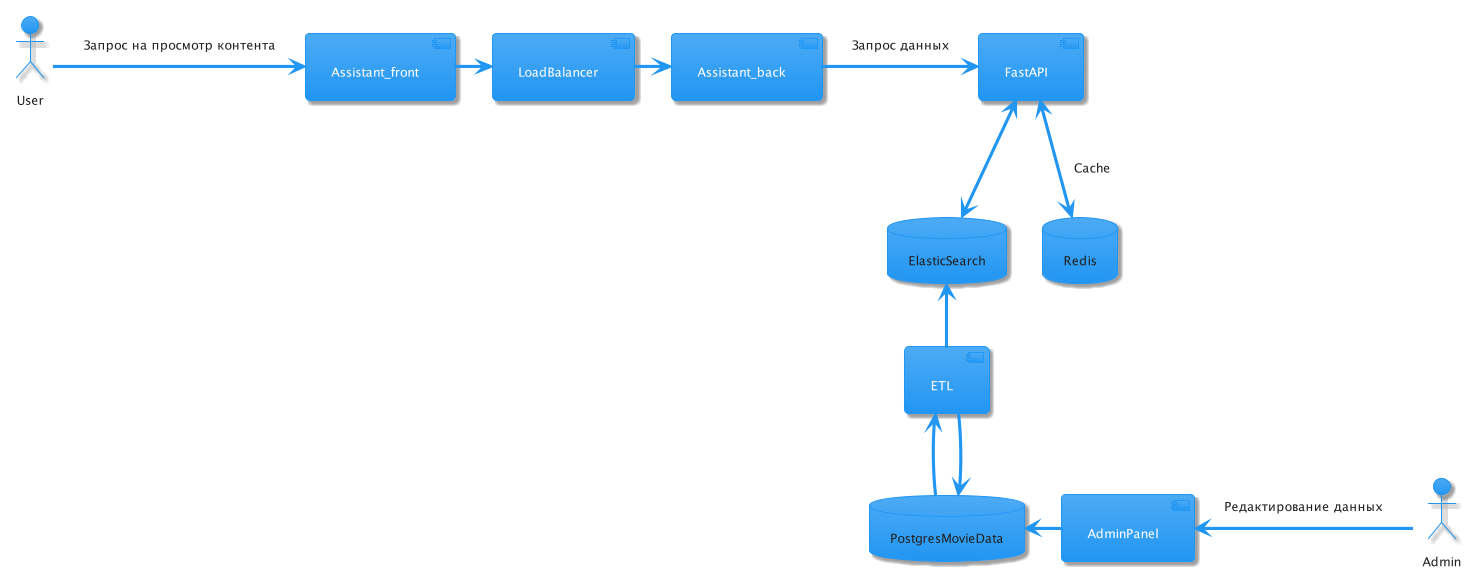 Запрос на просмотр контента
Запрос данных
Assistant_front
LoadBalancer
Assistant_back
FastAPI
User
Cache
ElasticSearch
Redis
ETL
Редактирование данных
PostgresMovieData
AdminPanel
Admin